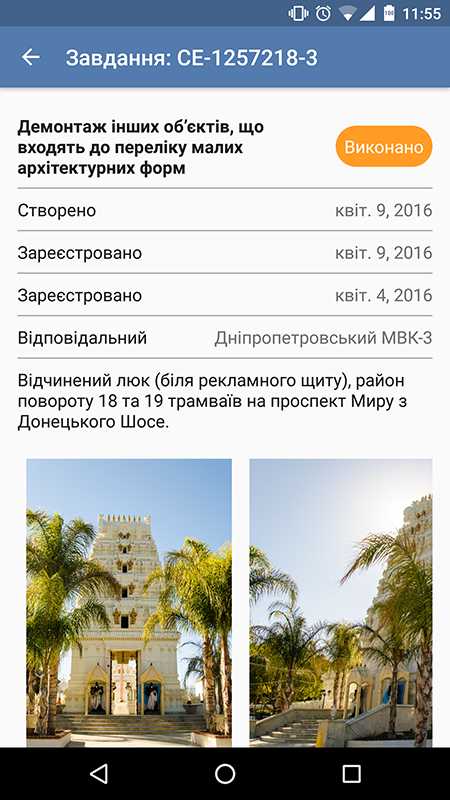 11:55
Завдання: CE-1257218-3
Демонтаж інших об’єктів, що
входять до переліку малих
архітектурних форм
Виконано
Створено квіт. 9, 2016
Зареєстровано квіт. 9, 2016
Зареєстровано квіт. 4, 2016
Відповідальний Дніпропетровський МВК-3
Відчинений люк (біля рекламного щиту), район
повороту 18 та 19 трамваїв на проспект Миру з
Донецького Шосе.